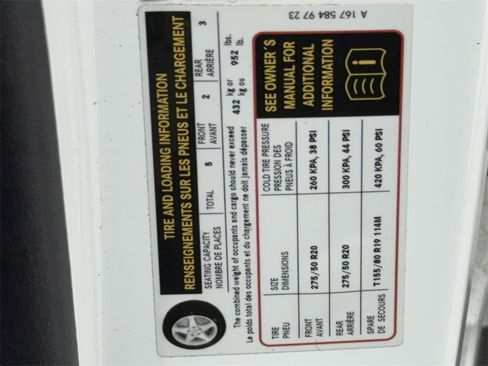 A 167 584 97 23
TIRE AND LOADING INFORMATION
RENSEIGNEMENTS SUR LES PNEUS ET LE CHARGEMENT
SEATING CAPACITY
NOMBRE DE PLACES
TOTAL 5
FRONT
AVANT
2
REAR
ARRIÈRE
3
The combined weight of occupants and cargo should never exceed 432 kg or 952 lbs.
Le poids total des occupants et du chargement ne doit jamais dépasser 432 kg ou 952 lb.
TIRE
PNEU
SIZE
DIMENSIONS
COLD TIRE PRESSURE
PRESSION DES
PNEUS À FROID
FRONT
AVANT
275/50 R20
260 KPA, 38 PSI
REAR
ARRIÈRE
275/50 R20
300 KPA, 44 PSI
SPARE
DE SECOURS
T155/80 R19 114M
420 KPA, 60 PSI
SEE OWNER'S
MANUAL FOR
ADDITIONAL
INFORMATION